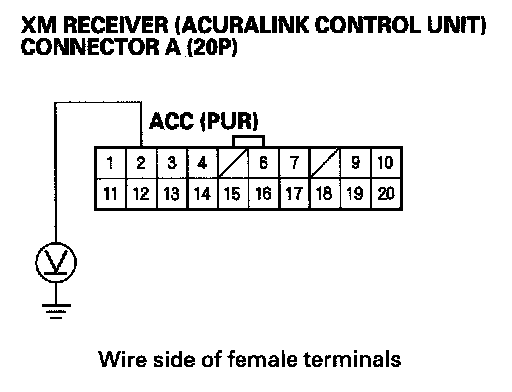 XM RECEIVER (ACURALINK CONTROL UNIT)
CONNECTOR A (20P)
ACC (PUR)
1 2 3 4 6 7 9 10
11 12 13 14 15 16 17 18 19 20
V
Wire side of female terminals